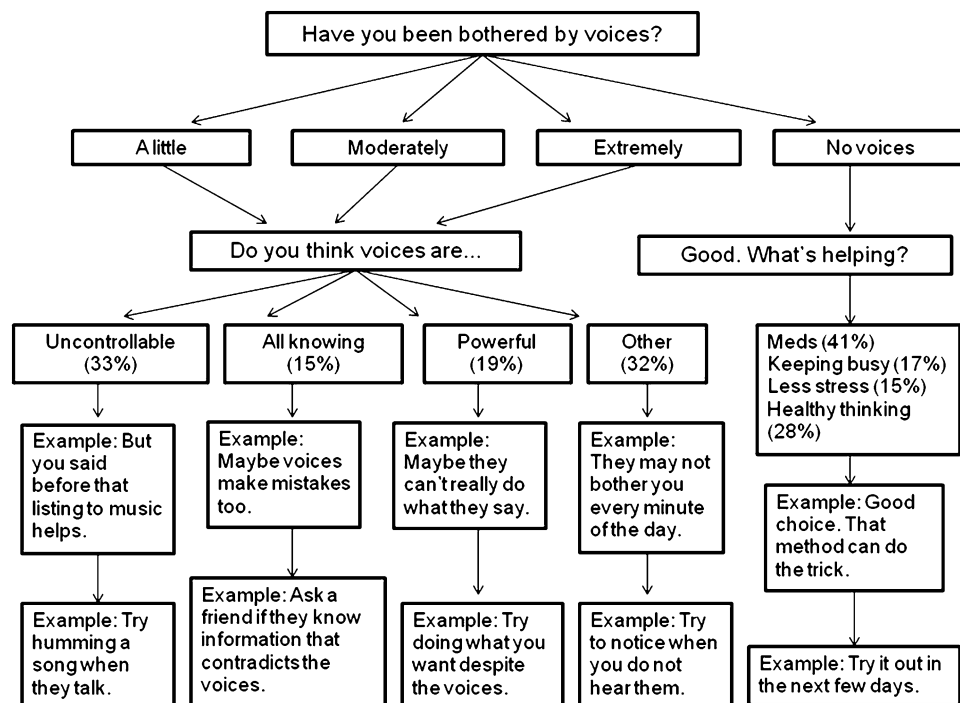 Have you been bothered by voices?
A little
Moderately
Extremely
No voices
Do you think voices are...
Good. What's helping?
Uncontrollable
(33%)
All knowing
(15%)
Powerful
(19%)
Other
(32%)
Meds (41%)
Keeping busy (17%)
Less stress (15%)
Healthy thinking
(28%)
Example: But
you said
before that
listing to music
helps.
Example:
Maybe voices
make mistakes
too.
Example:
Maybe they
can't really do
what they say.
Example:
They may not
bother you
every minute
of the day.
Example: Good
choice. That
method can do
the trick.
Example: Try
humming a
song when
they talk.
Example: Ask a
friend if they know
information that
contradicts the
voices.
Example: Try
doing what you
want despite
the voices.
Example: Try
to notice when
you do not
hear them.
Example: Try it out in
the next few days.